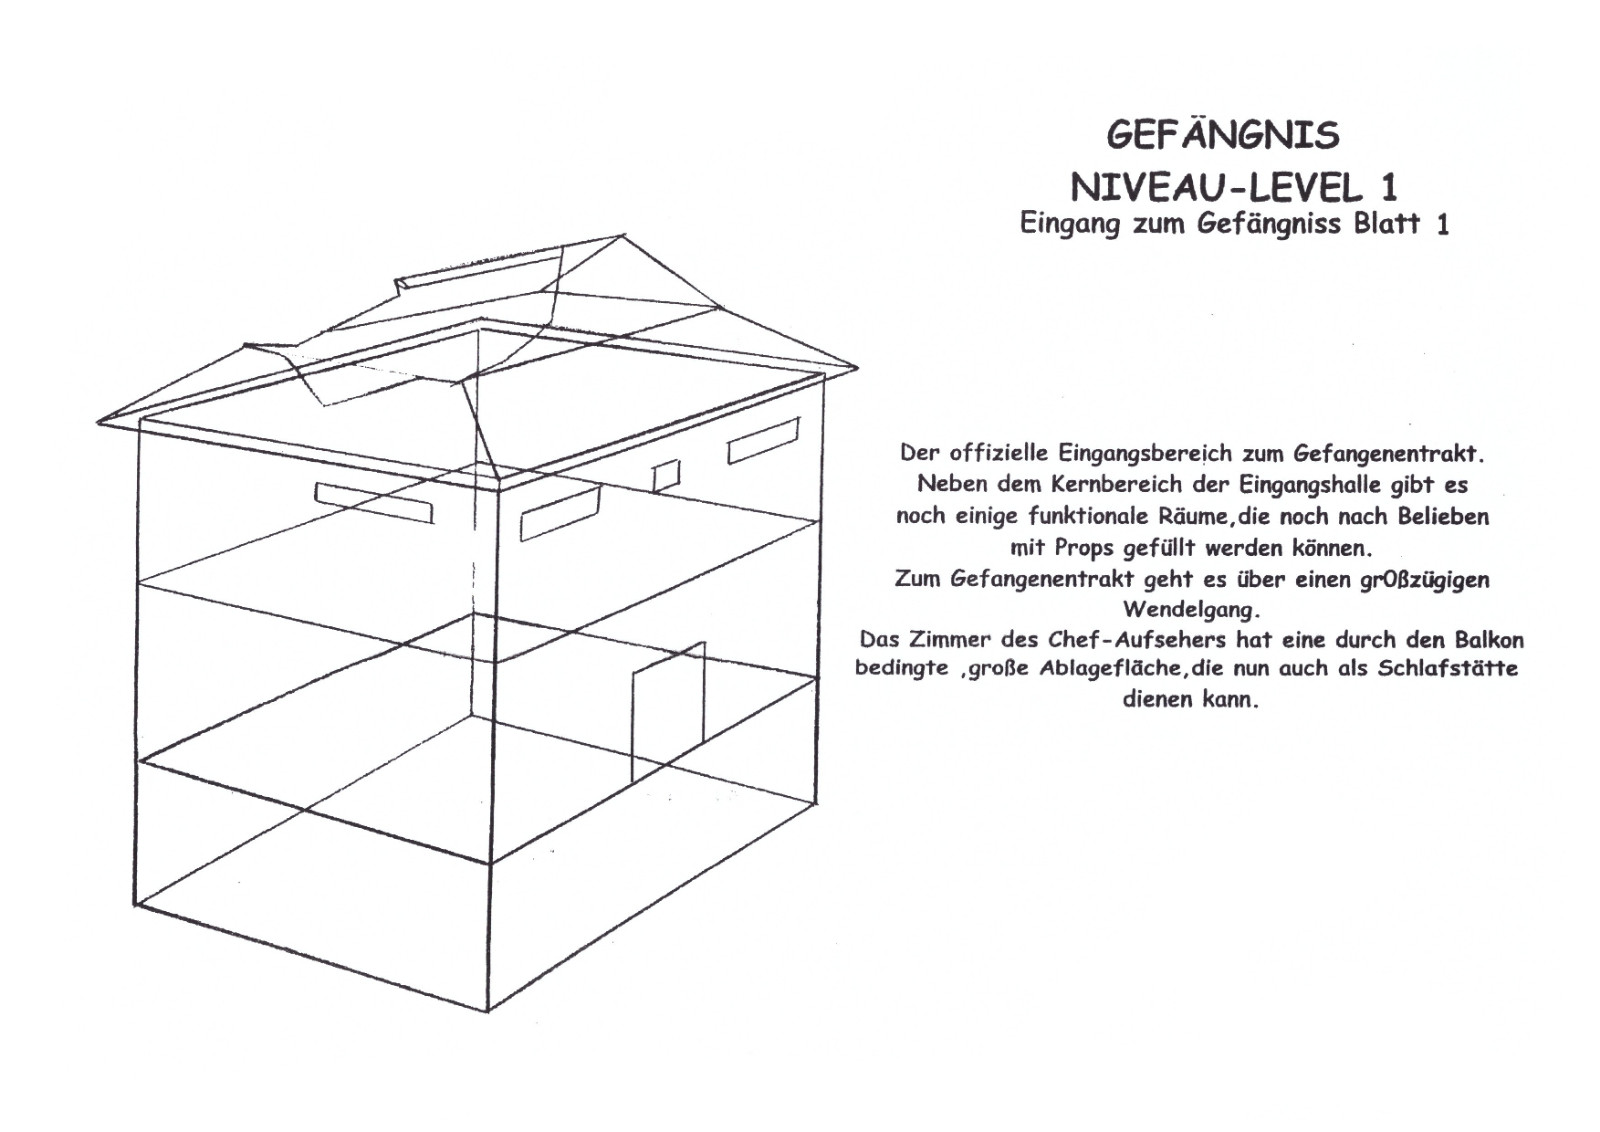 GEFÄNGNIS
NIVEAU-LEVEL 1
Eingang zum Gefängniss Blatt 1
Der offizielle Eingangsbereich zum Gefangenentrakt.
Neben dem Kernbereich der Eingangshalle gibt es
noch einige funktionale Räume,die noch nach Belieben
mit Props gefüllt werden können.
Zum Gefangenentrakt geht es über einen grOßzügigen
Wendelgang.
Das Zimmer des Chef-Aufsehers hat eine durch den Balkon
bedingte ,große Ablagefläche,die nun auch als Schlafstätte
dienen kann.